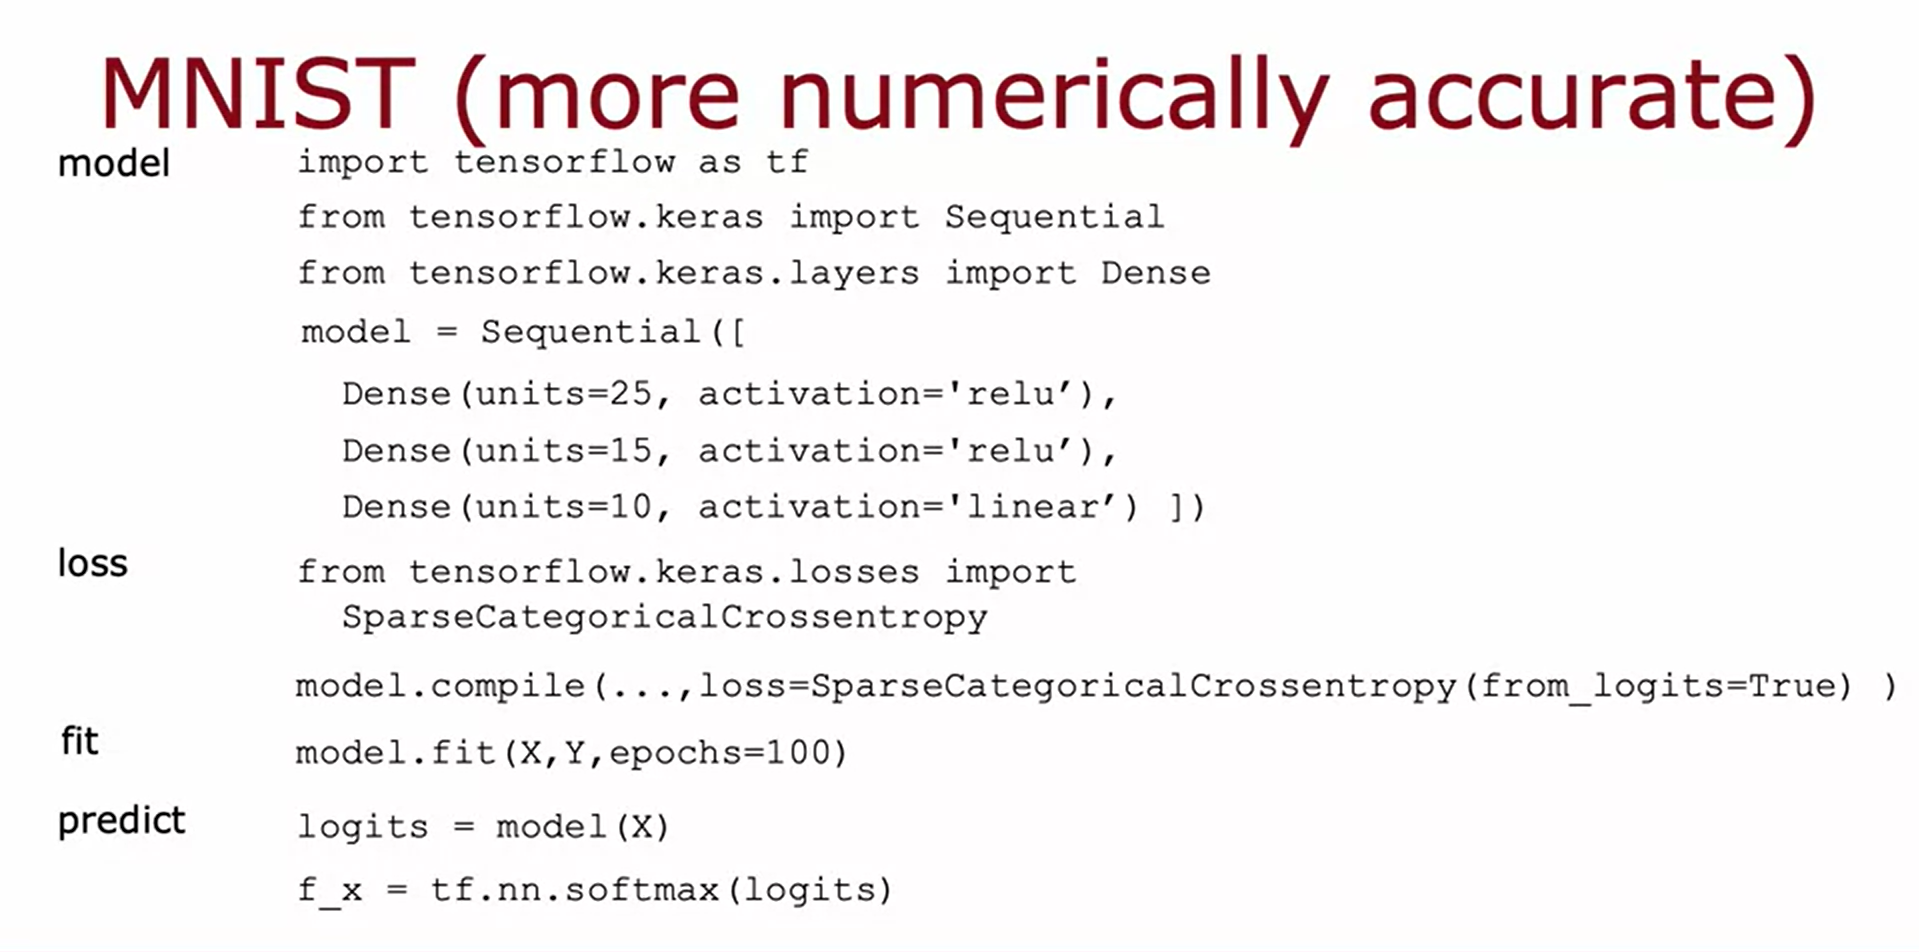 MNIST (more numerically accurate)
model
import tensorflow as tf
from tensorflow.keras import Sequential
from tensorflow.keras.layers import Dense
model = Sequential([
Dense(units=25, activation='relu’),
Dense(units=15, activation='relu’),
Dense(units=10, activation='linear’) ])
loss
from tensorflow.keras.losses import
SparseCategoricalCrossentropy
model.compile(...,loss=SparseCategoricalCrossentropy(from_logits=True) )
fit
model.fit(X,Y,epochs=100)
predict
logits = model(X)
f_x = tf.nn.softmax(logits)